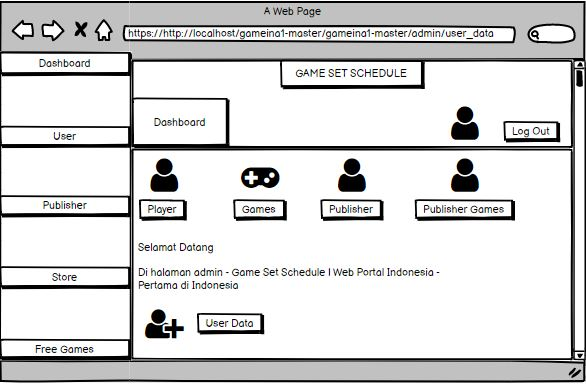 A Web Page
https://http://localhost/gameina1-master/gameina1-master/admin/user_data
Dashboard
GAME SET SCHEDULE
Dashboard
Log Out
User
Player
Games
Publisher
Publisher Games
Publisher
Selamat Datang
Di halaman admin - Game Set Schedule | Web Portal Indonesia -
Pertama di Indonesia
Store
User Data
Free Games